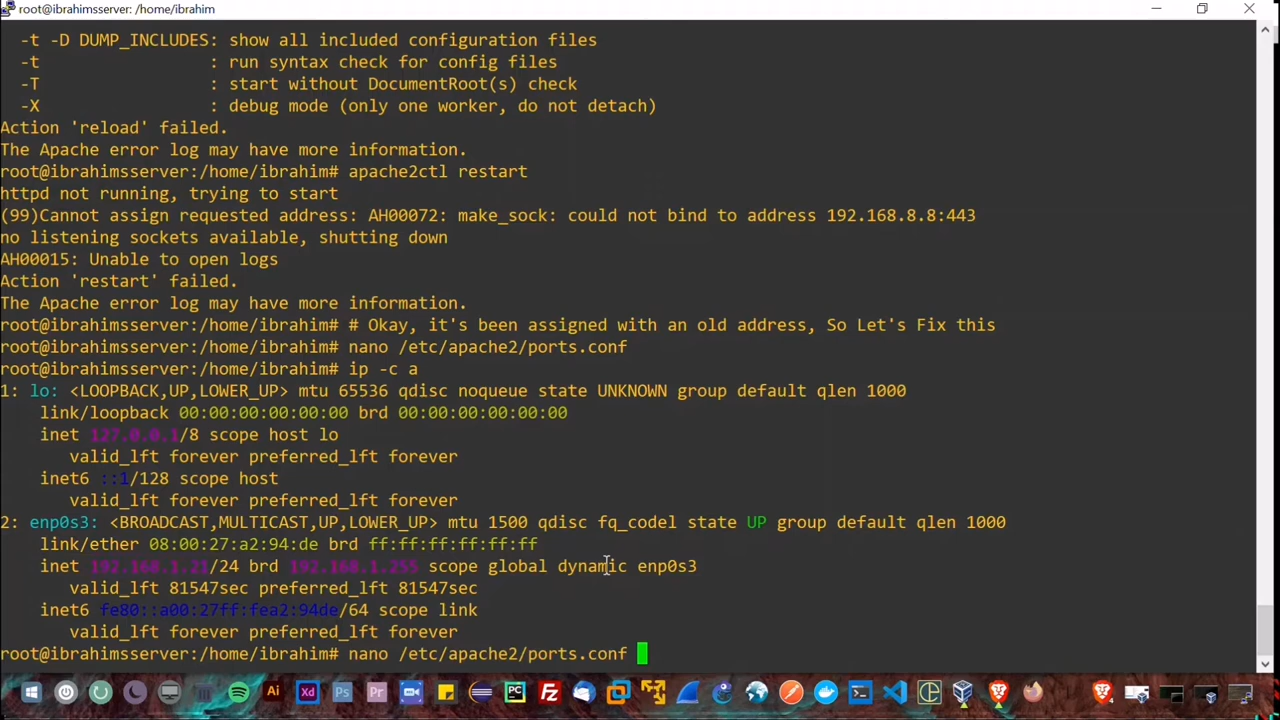 root@ibrahimsserver: /home/ibrahim
-t -D DUMP_INCLUDES: show all included configuration files
-t : run syntax check for config files
-T : start without DocumentRoot(s) check
-X : debug mode (only one worker, do not detach)
Action 'reload' failed.
The Apache error log may have more information.
root@ibrahimsserver:/home/ibrahim# apache2ctl restart
httpd not running, trying to start
(99)Cannot assign requested address: AH00072: make_sock: could not bind to address 192.168.8.8:443
no listening sockets available, shutting down
AH00015: Unable to open logs
Action 'restart' failed.
The Apache error log may have more information.
root@ibrahimsserver:/home/ibrahim# # Okay, it's been assigned with an old address, So Let's Fix this
root@ibrahimsserver:/home/ibrahim# nano /etc/apache2/ports.conf
root@ibrahimsserver:/home/ibrahim# ip -c a
1: lo: <LOOPBACK,UP,LOWER_UP> mtu 65536 qdisc noqueue state UNKNOWN group default qlen 1000
link/loopback 00:00:00:00:00:00 brd 00:00:00:00:00:00
inet 127.0.0.1/8 scope host lo
valid_lft forever preferred_lft forever
inet6 ::1/128 scope host
valid_lft forever preferred_lft forever
2: enp0s3: <BROADCAST,MULTICAST,UP,LOWER_UP> mtu 1500 qdisc fq_codel state UP group default qlen 1000
link/ether 08:00:27:a2:94:de brd ff:ff:ff:ff:ff:ff
inet 192.168.1.21/24 brd 192.168.1.255 scope global dynamic enp0s3
valid_lft 81547sec preferred_lft 81547sec
inet6 fe80::a00:27ff:fea2:94de/64 scope link
valid_lft forever preferred_lft forever
root@ibrahimsserver:/home/ibrahim# nano /etc/apache2/ports.conf
Ai Xd Ps Pr PC FZ